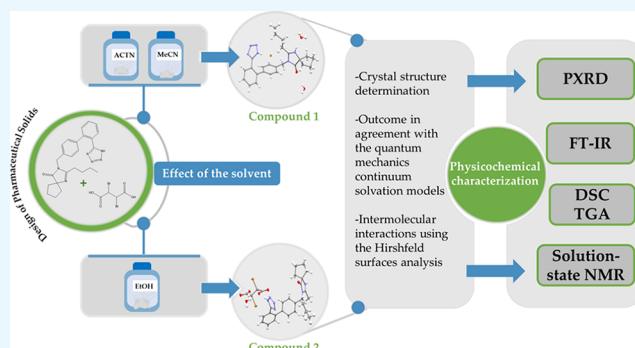 ACTN
MeCN
Compound 1
Design of Pharmaceutical Solids
+
Effect of the solvent
EtOH
Compound 2
-Crystal structure
determination
-Outcome in
agreement with
the quantum
mechanics
continuum
solvation models
-Intermolecular
interactions using
the Hirshfeld
surfaces analysis
Physicochemical
characterization
PXRD
FT-IR
DSC
TGA
Solution-
state NMR